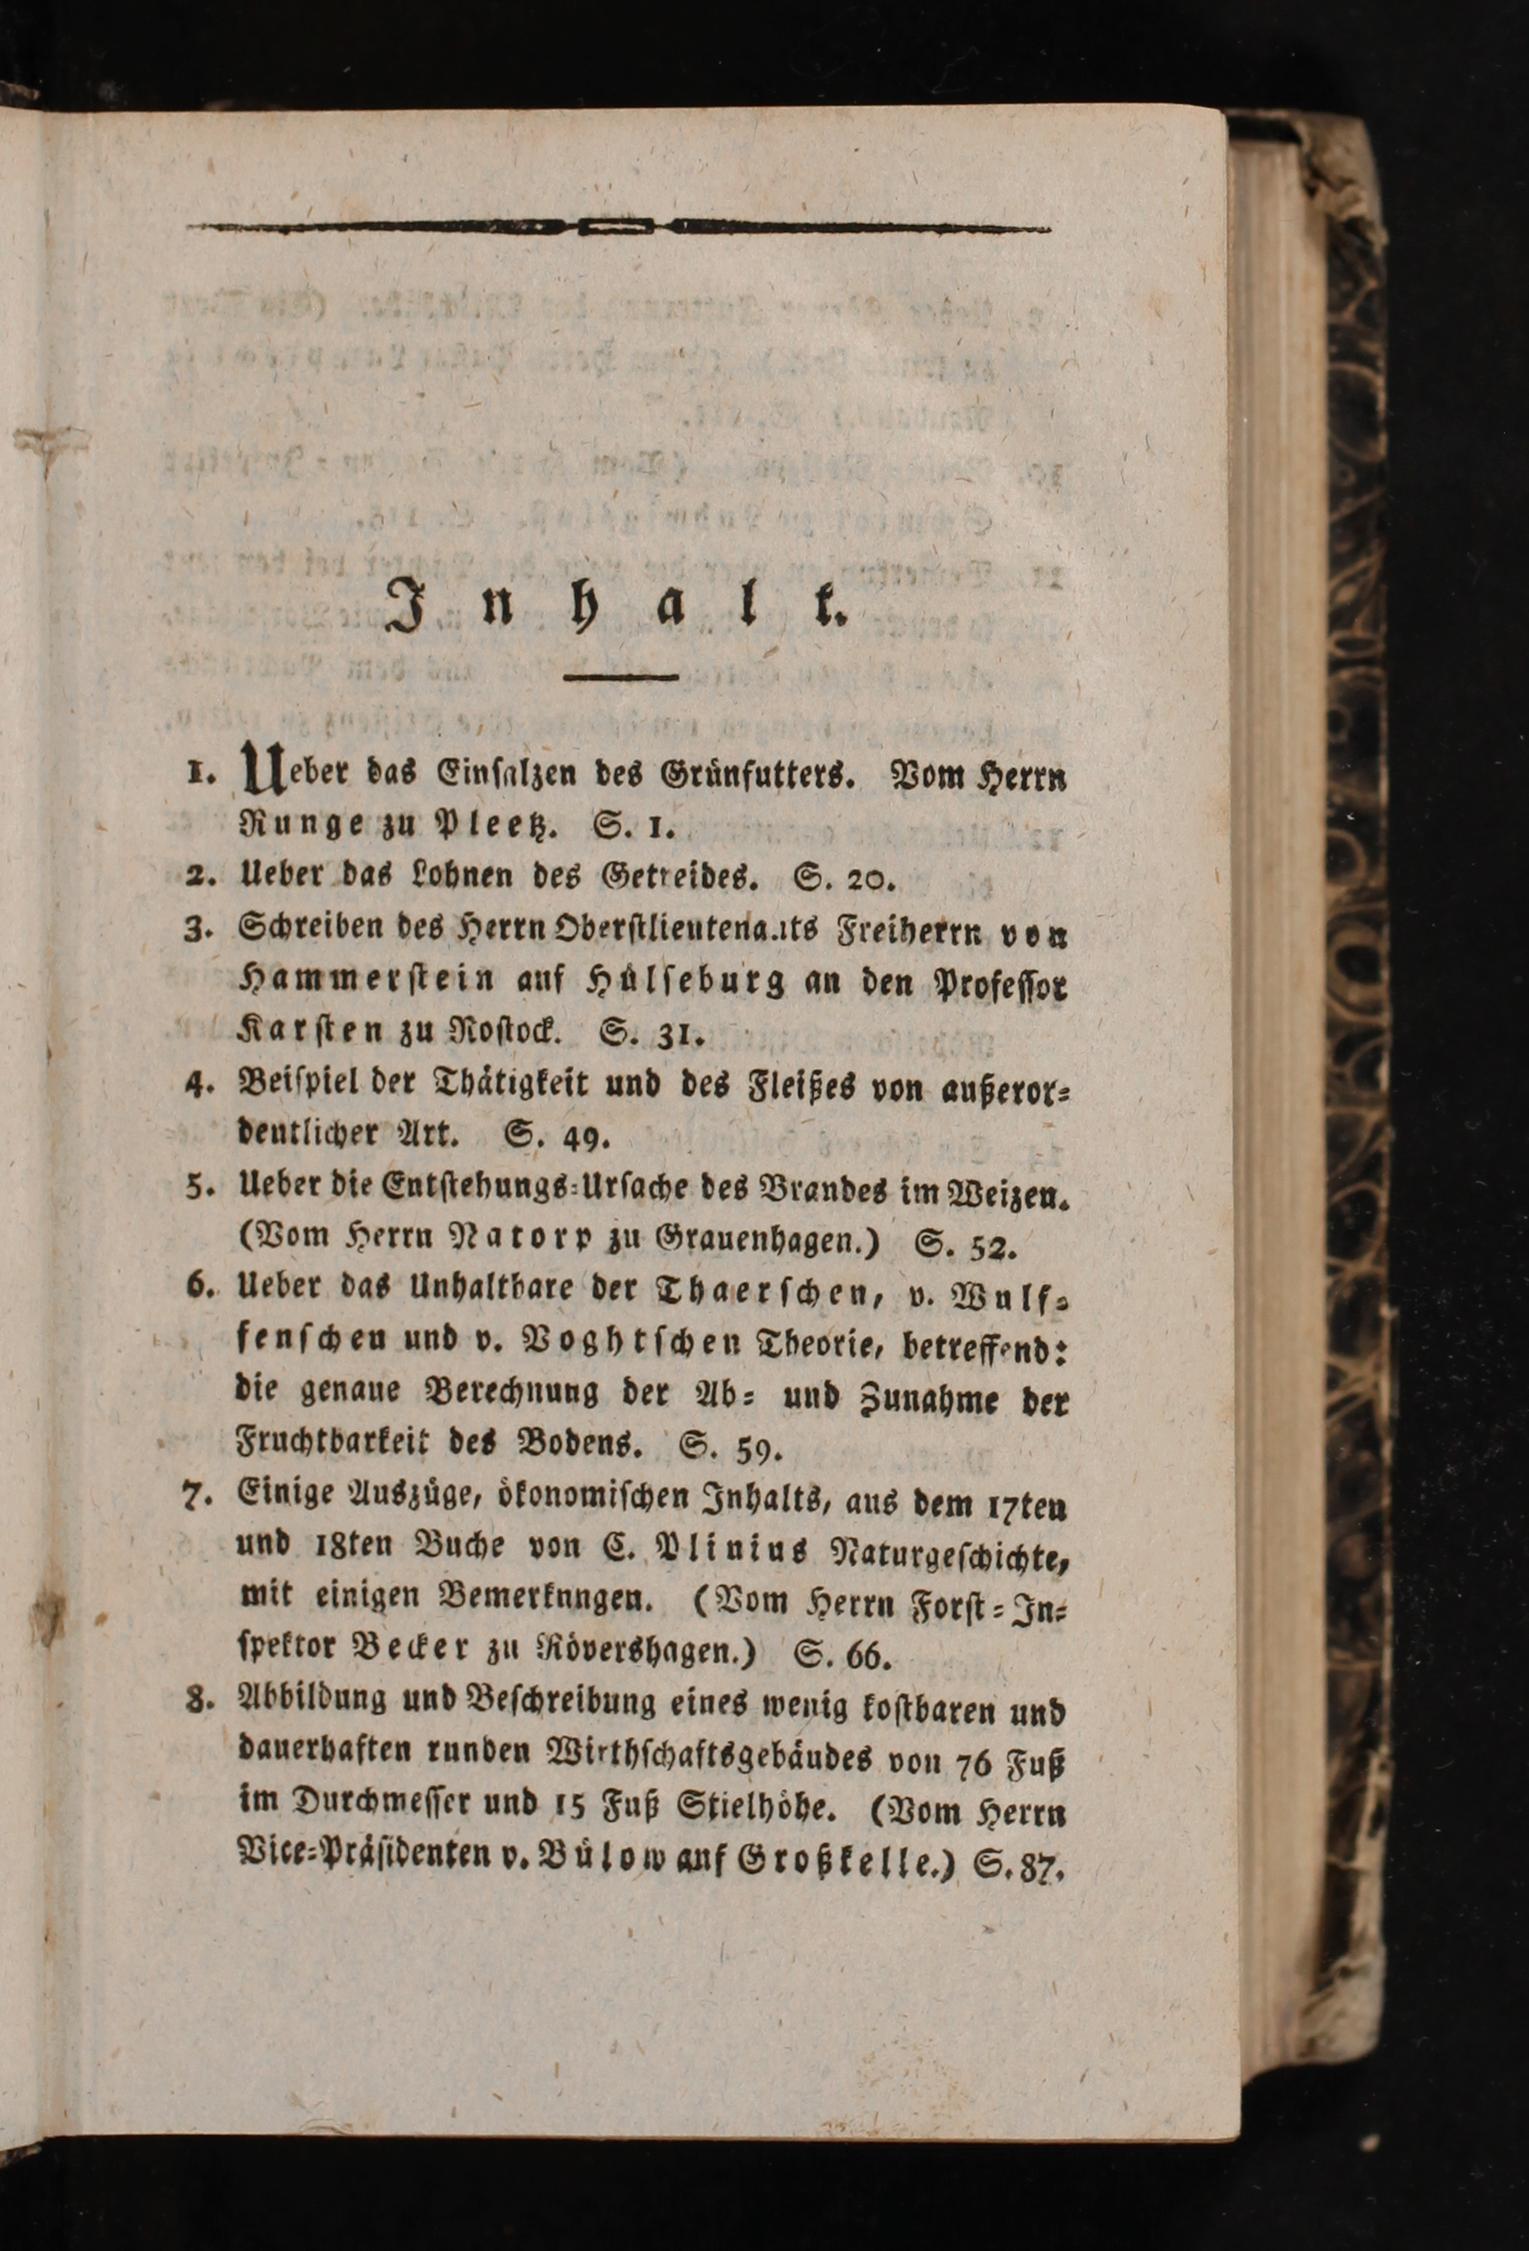 Inhalt.
1. Ueber das Einſalzen des Grünfutters. Vom Herrn
Runge zu Pleetz. S. 1.
2. Ueber das Lohnen des Getreides. S. 20.
3. Schreiben des Herrn Oberſtlieutenants Freiherrn von
Hammerſtein auf Hülſeburg an den Profeſſor
Karſten zu Roſtock. S. 31.
4. Beiſpiel der Thätigkeit und des Fleißes von außeror-
dentlicher Art. S. 49.
5. Ueber die Entſtehungs-Urſache des Brandes im Weizen.
(Vom Herrn Natorp zu Grauenhagen.) S. 52.
6. Ueber das Unhaltbare der Thaerſchen, v. Wulf-
fenſchen und v. Voghtſchen Theorie, betreffend:
die genaue Berechnung der Ab- und Zunahme der
Fruchtbarkeit des Bodens. S. 59.
7. Einige Auszüge, ökonomiſchen Inhalts, aus dem 17ten
und 18ten Buche von C. Plinius Naturgeſchichte,
mit einigen Bemerknngen. (Vom Herrn Forſt-In-
ſpektor Becker zu Rövershagen.) S. 66.
8. Abbildung und Beſchreibung eines wenig koſtbaren und
dauerhaften runden Wirthſchaftsgebäudes von 76 Fuß
im Durchmeſſer und 15 Fuß Stielhöhe. (Vom Herrn
Vice-Präſidenten v. Bülow auf Großkelle.) S. 87.